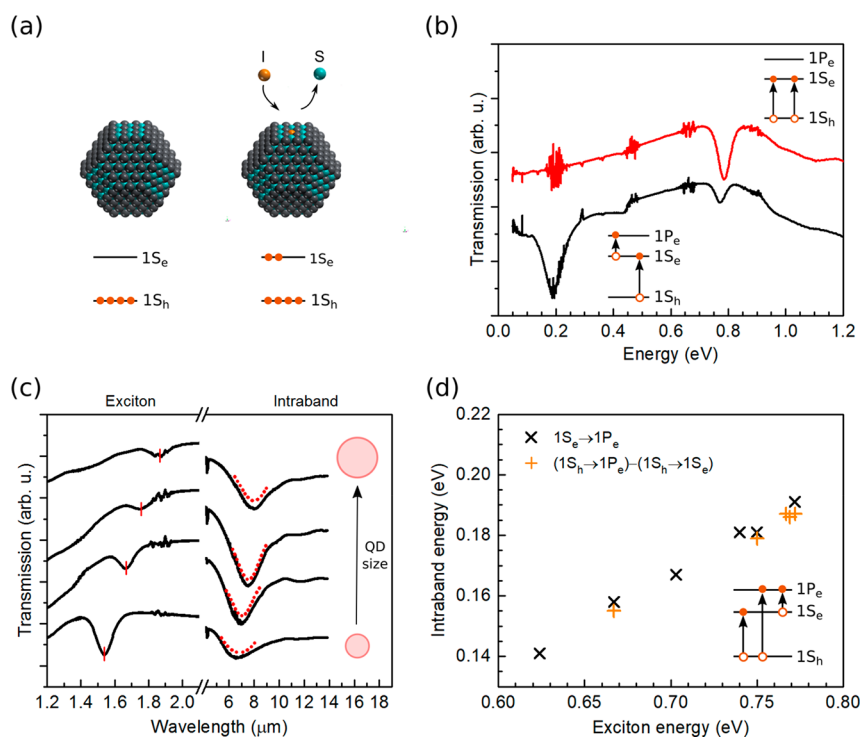 (a)
I S
1Sₑ 1Sₑ
1Sₕ 1Sₕ
(b)
Transmission (arb. u.)
1Pₑ
1Sₑ
1Sₕ
1Pₑ
1Sₑ
1Sₕ
0.0 0.2 0.4 0.6 0.8 1.0 1.2
Energy (eV)
(c)
Exciton Intraband
Transmission (arb. u.)
QD
size
1.2 1.4 1.6 1.8 2.0 6 8 10 12 14 16 18
Wavelength (μm)
(d)
Intraband energy (eV)
0.22
0.20
0.18
0.16
0.14
1Sₑ→1Pₑ
(1Sₕ→1Pₑ)–(1Sₕ→1Sₑ)
1Pₑ
1Sₑ
1Sₕ
0.60 0.65 0.70 0.75 0.80
Exciton energy (eV)